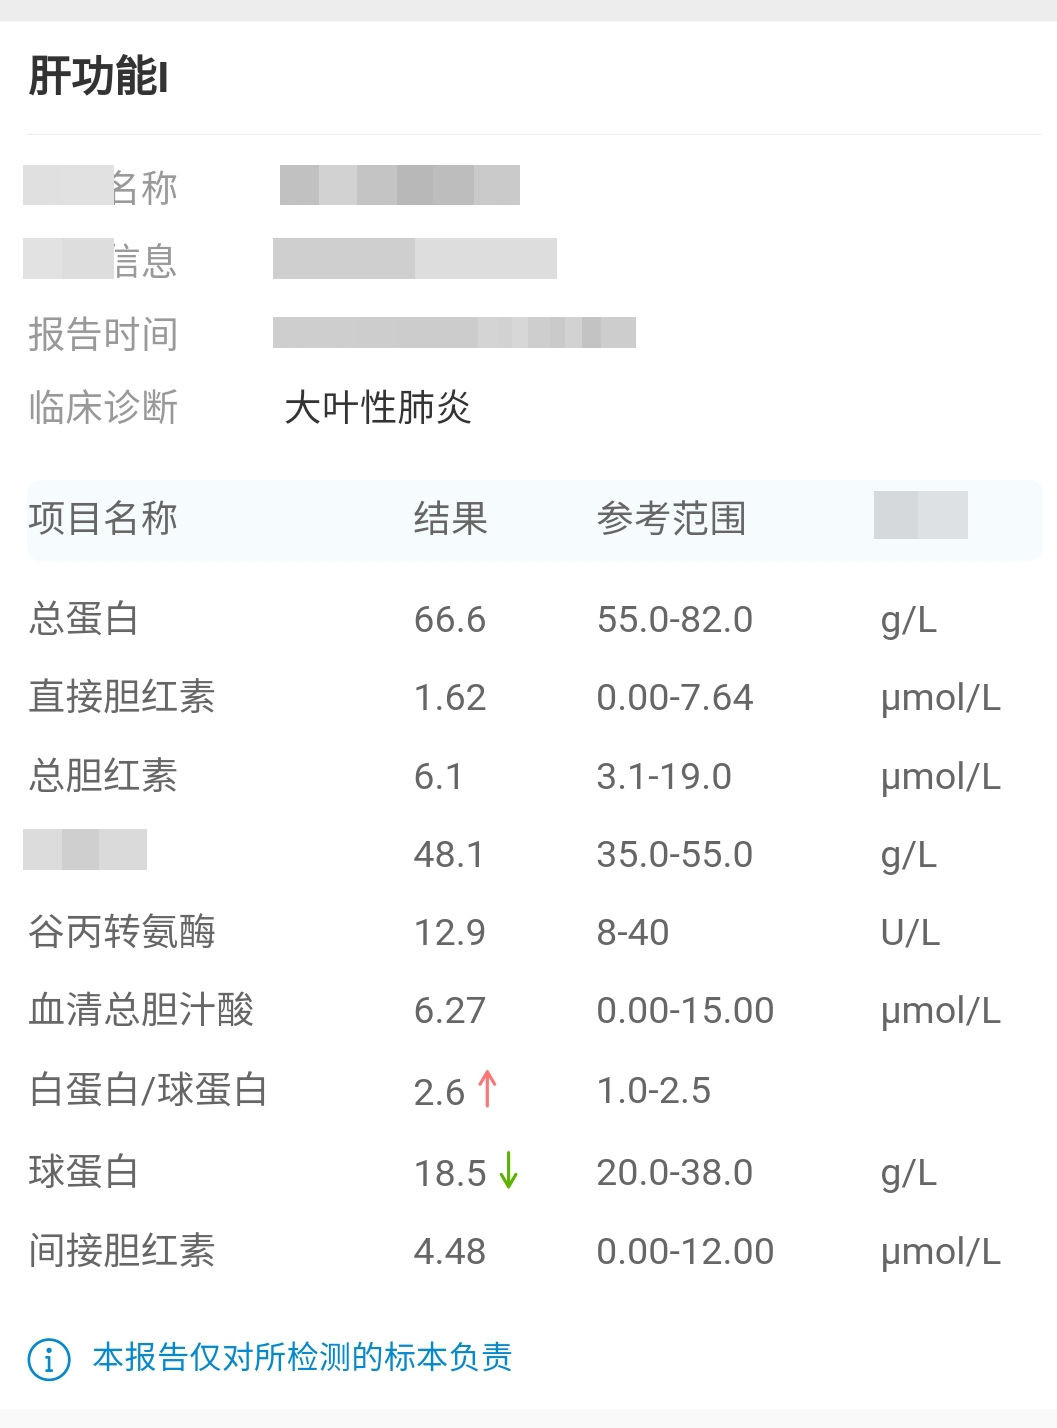 肝功能I
名称
信息
报告时间
临床诊断 大叶性肺炎
项目名称 结果 参考范围
总蛋白 66.6 55.0-82.0 g/L
直接胆红素 1.62 0.00-7.64 μmol/L
总胆红素 6.1 3.1-19.0 μmol/L
48.1 35.0-55.0 g/L
谷丙转氨酶 12.9 8-40 U/L
血清总胆汁酸 6.27 0.00-15.00 μmol/L
白蛋白/球蛋白 2.6 ↑ 1.0-2.5
球蛋白 18.5 ↓ 20.0-38.0 g/L
间接胆红素 4.48 0.00-12.00 μmol/L
本报告仅对所检测的标本负责